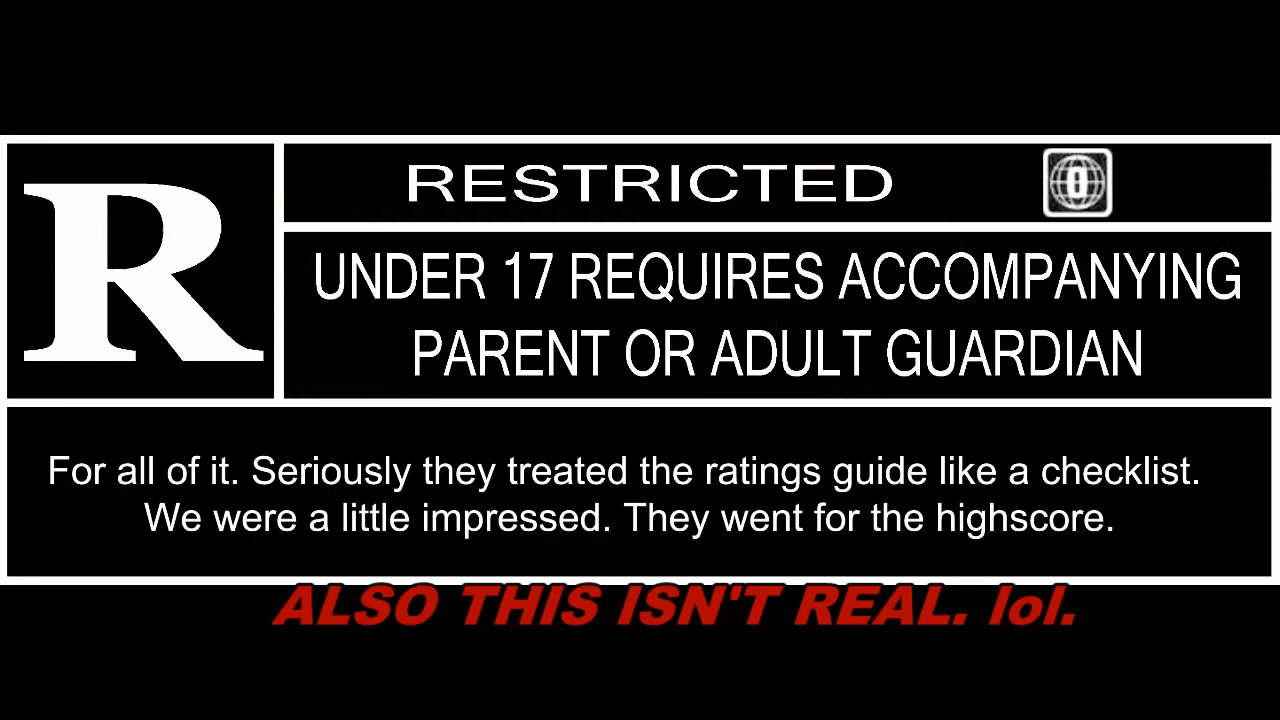 R
RESTRICTED
0
UNDER 17 REQUIRES ACCOMPANYING
PARENT OR ADULT GUARDIAN
For all of it. Seriously they treated the ratings guide like a checklist.
We were a little impressed. They went for the highscore.
ALSO THIS ISN'T REAL. lol.